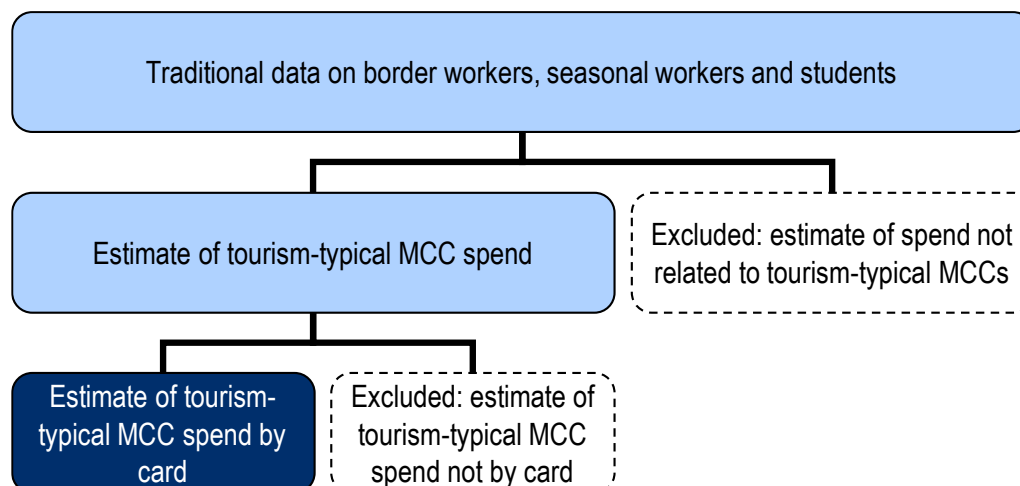 Traditional data on border workers, seasonal workers and students
Estimate of tourism-typical MCC spend
Excluded: estimate of spend not
related to tourism-typical MCCs
Estimate of tourism-
typical MCC spend by
card
Excluded: estimate of
tourism-typical MCC
spend not by card